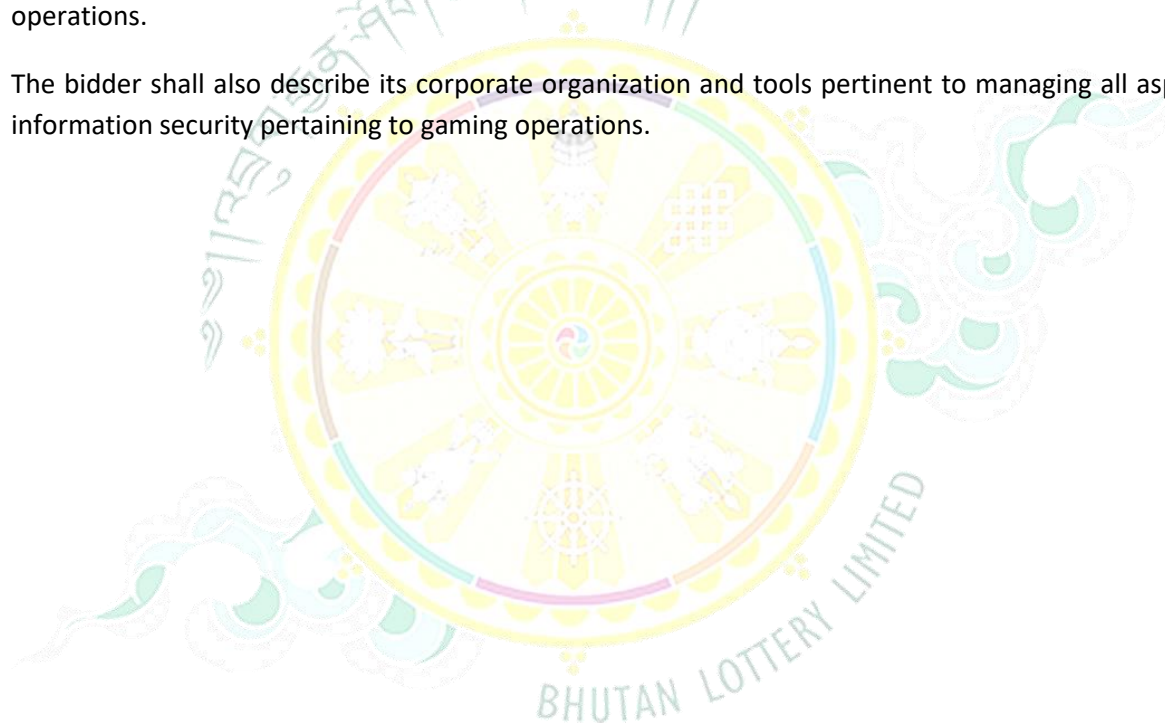 operations.
The bidder shall also describe its corporate organization and tools pertinent to managing all asp
information security pertaining to gaming operations.
BHUTAN LOTTERY LIMITED